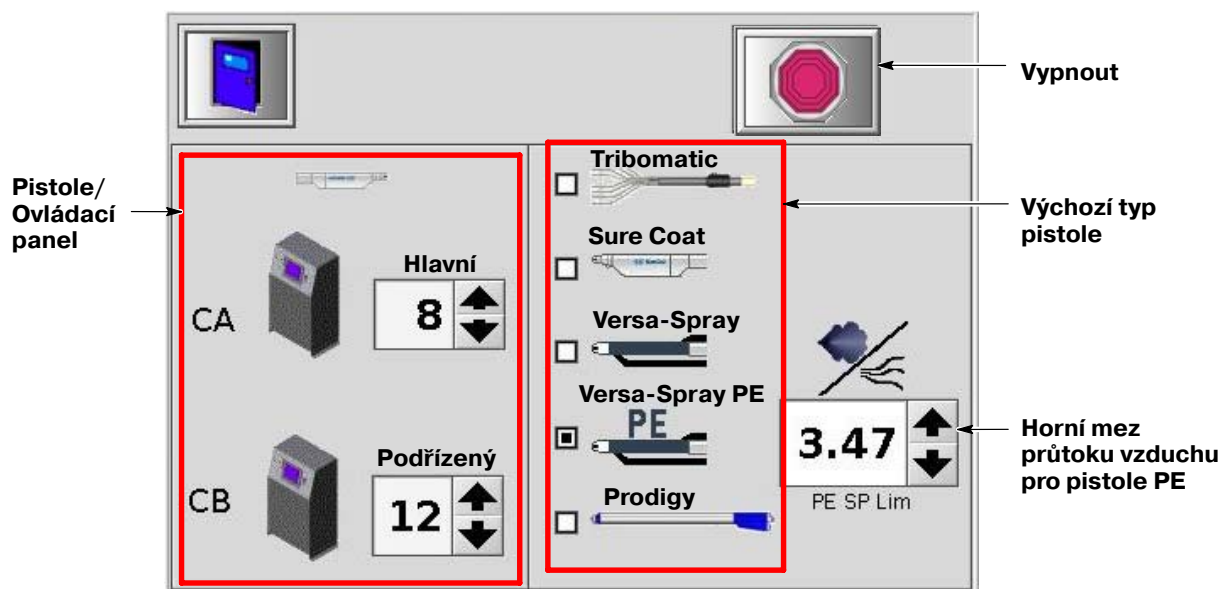 Vypnout
Pistole/
Ovládací
panel
Tribomatic
Výchozí typ
pistole
Sure Coat
Hlavní
CA
8
Versa-Spray
Versa-Spray PE
PE
3.47
Horní mez
průtoku vzduchu
pro pistole PE
PE SP Lim
Podřízený
CB
12
Prodigy